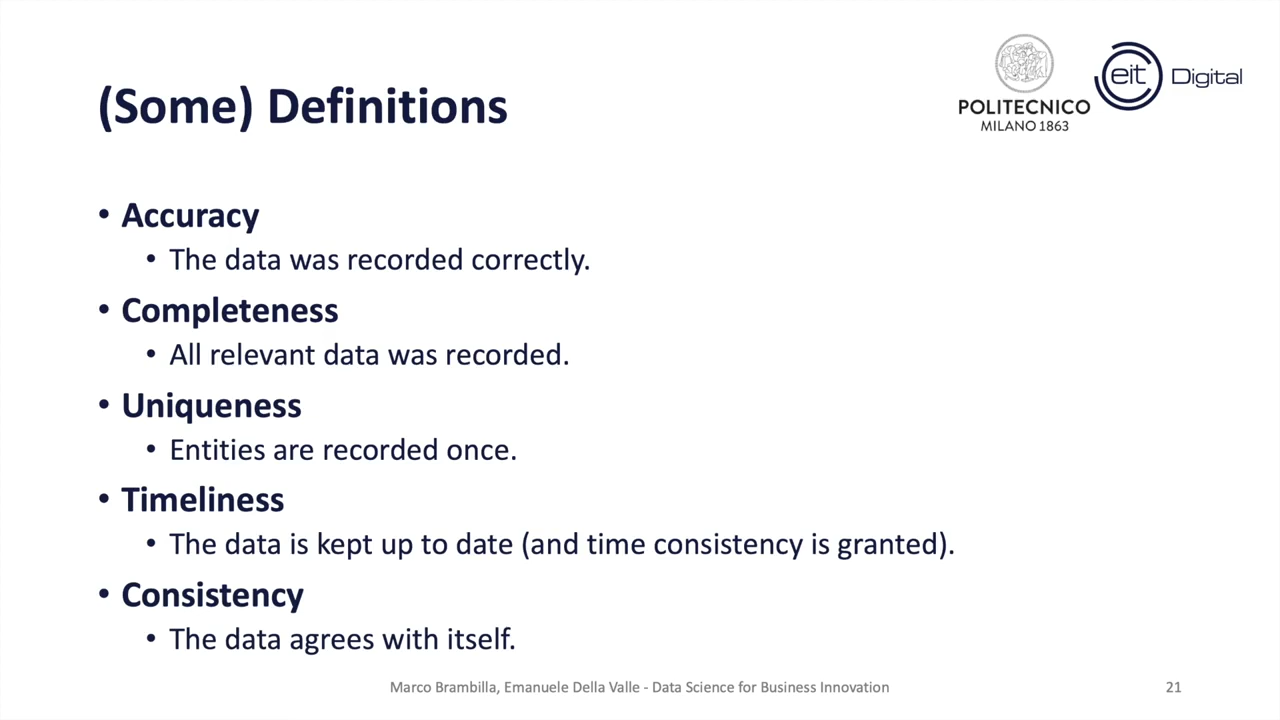 (Some) Definitions
POLITECNICO
MILANO 1863
eit Digital
• Accuracy
• The data was recorded correctly.
• Completeness
• All relevant data was recorded.
• Uniqueness
• Entities are recorded once.
• Timeliness
• The data is kept up to date (and time consistency is granted).
• Consistency
• The data agrees with itself.
Marco Brambilla, Emanuele Della Valle - Data Science for Business Innovation
21